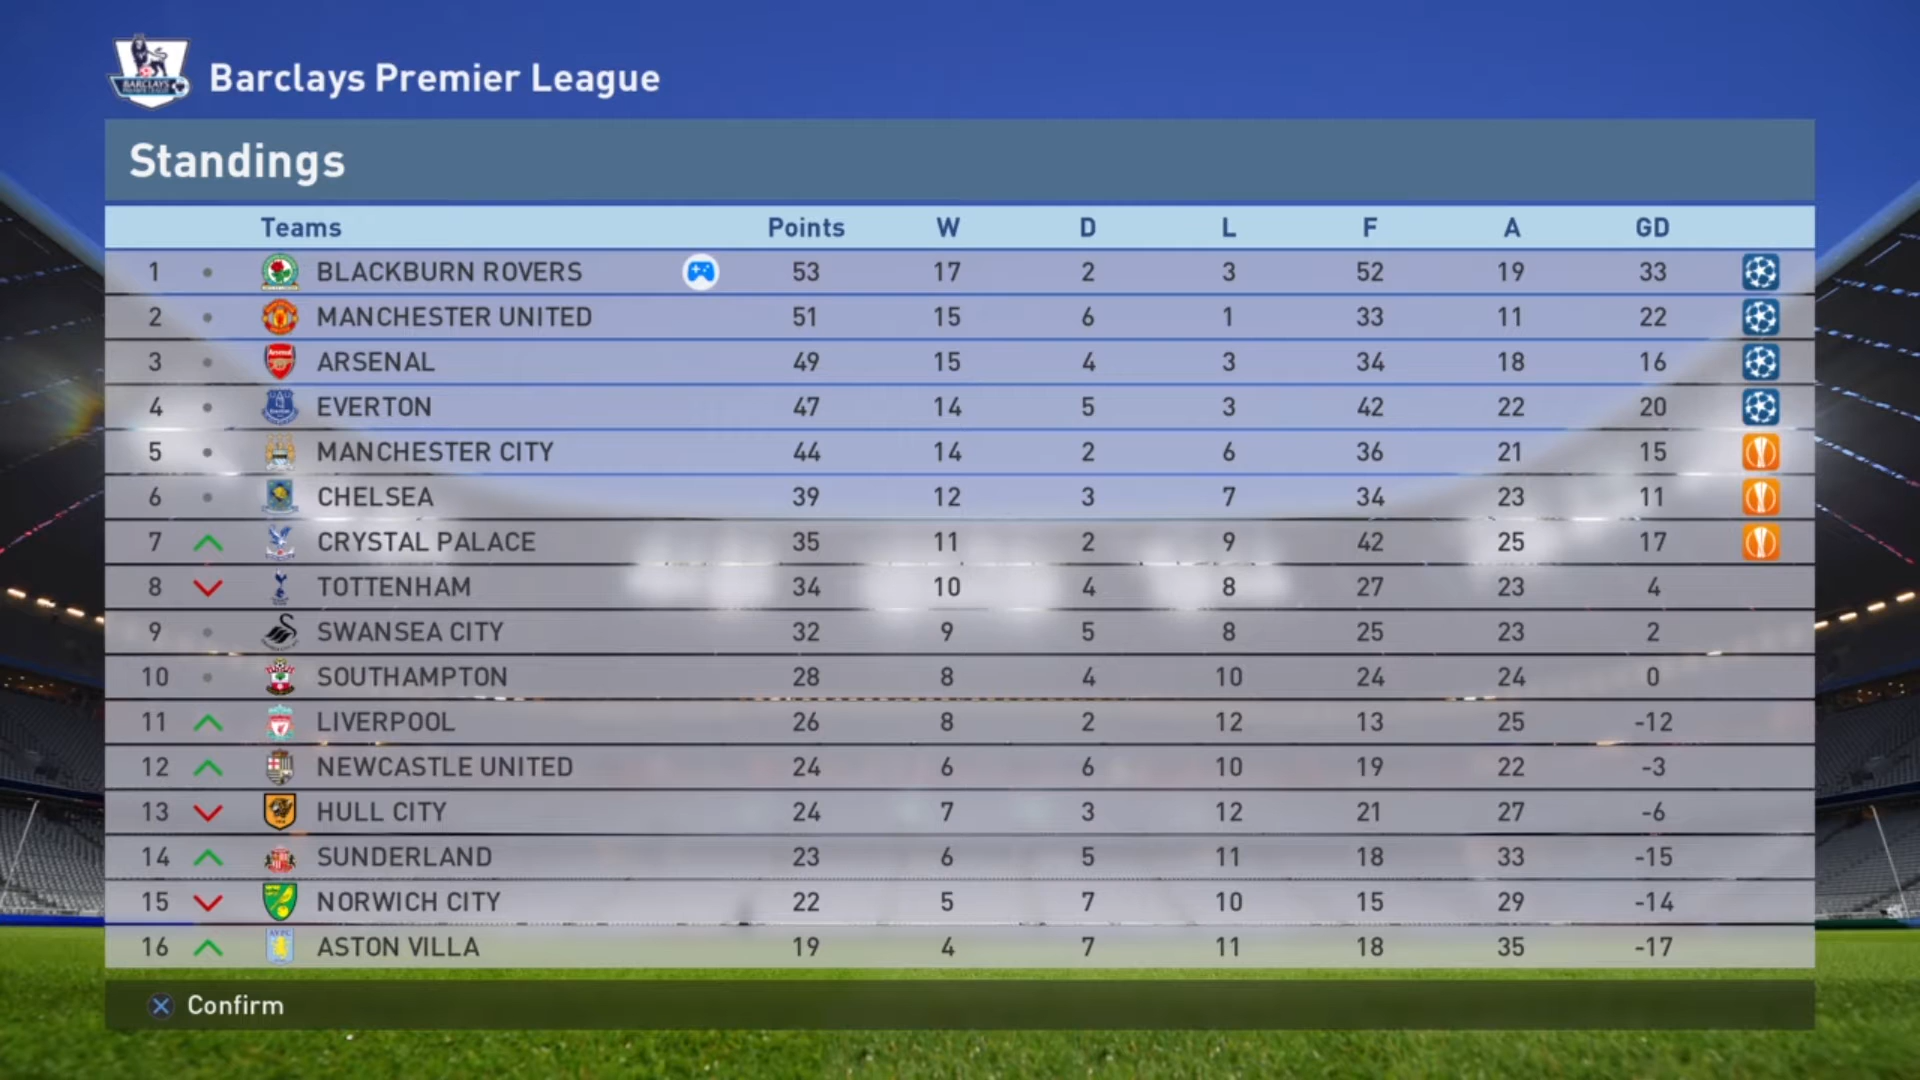 Barclays Premier League
Standings
Teams Points W D L F A GD
1 BLACKBURN ROVERS 53 17 2 3 52 19 33
2 MANCHESTER UNITED 51 15 6 1 33 11 22
3 ARSENAL 49 15 4 3 34 18 16
4 EVERTON 47 14 5 3 42 22 20
5 MANCHESTER CITY 44 14 2 6 36 21 15
6 CHELSEA 39 12 3 7 34 23 11
7 CRYSTAL PALACE 35 11 2 9 42 25 17
8 TOTTENHAM 34 10 4 8 27 23 4
9 SWANSEA CITY 32 9 5 8 25 23 2
10 SOUTHAMPTON 28 8 4 10 24 24 0
11 LIVERPOOL 26 8 2 12 13 25 -12
12 NEWCASTLE UNITED 24 6 6 10 19 22 -3
13 HULL CITY 24 7 3 12 21 27 -6
14 SUNDERLAND 23 6 5 11 18 33 -15
15 NORWICH CITY 22 5 7 10 15 29 -14
16 ASTON VILLA 19 4 7 11 18 35 -17
Confirm